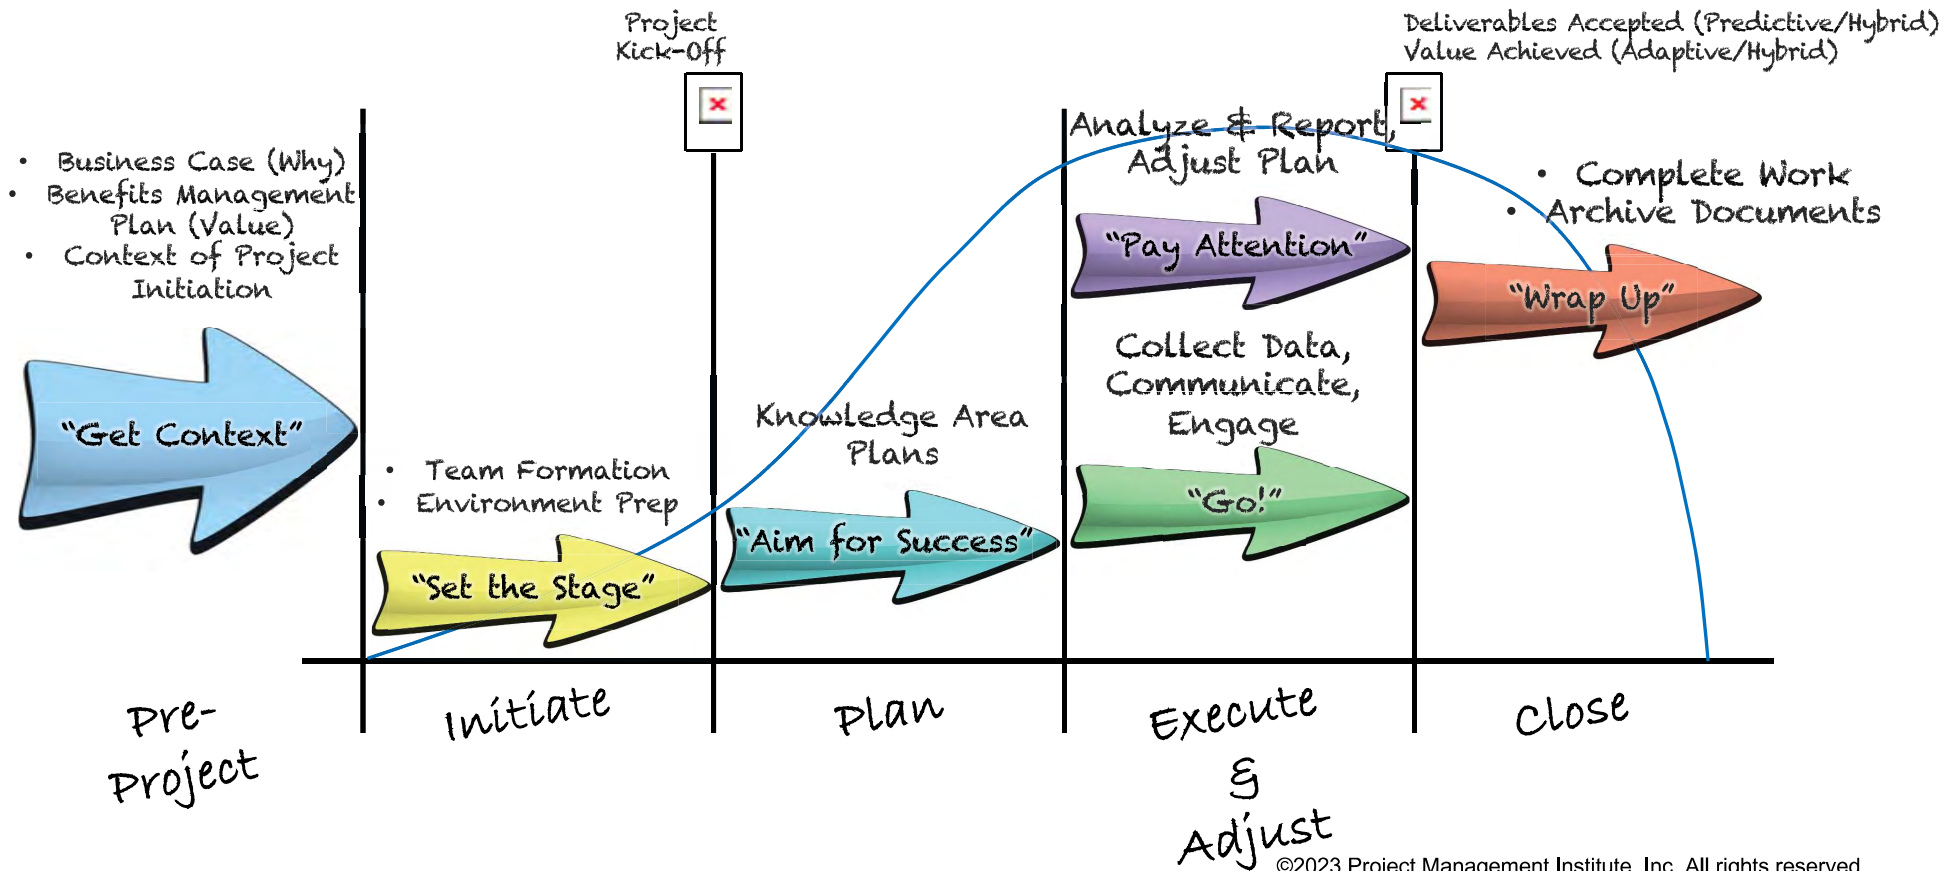 Project
Kick-Off
Deliverables Accepted (Predictive/Hybrid)
Value Achieved (Adaptive/Hybrid)
• Business Case (Why)
• Benefits Management
Plan (Value)
• Context of Project
Initiation
"Get Context"
• Team Formation
• Environment Prep
"Set the Stage"
Knowledge Area
Plans
"Aim for Success"
Analyze & Report,
Adjust Plan
"Pay Attention"
Collect Data,
Communicate,
Engage
"Go!"
• Complete Work
• Archive Documents
"Wrap Up"
Pre-
Project
Initiate
Plan
Execute
&
Adjust
Close
©2023 Project Management Institute, Inc. All rights reserved